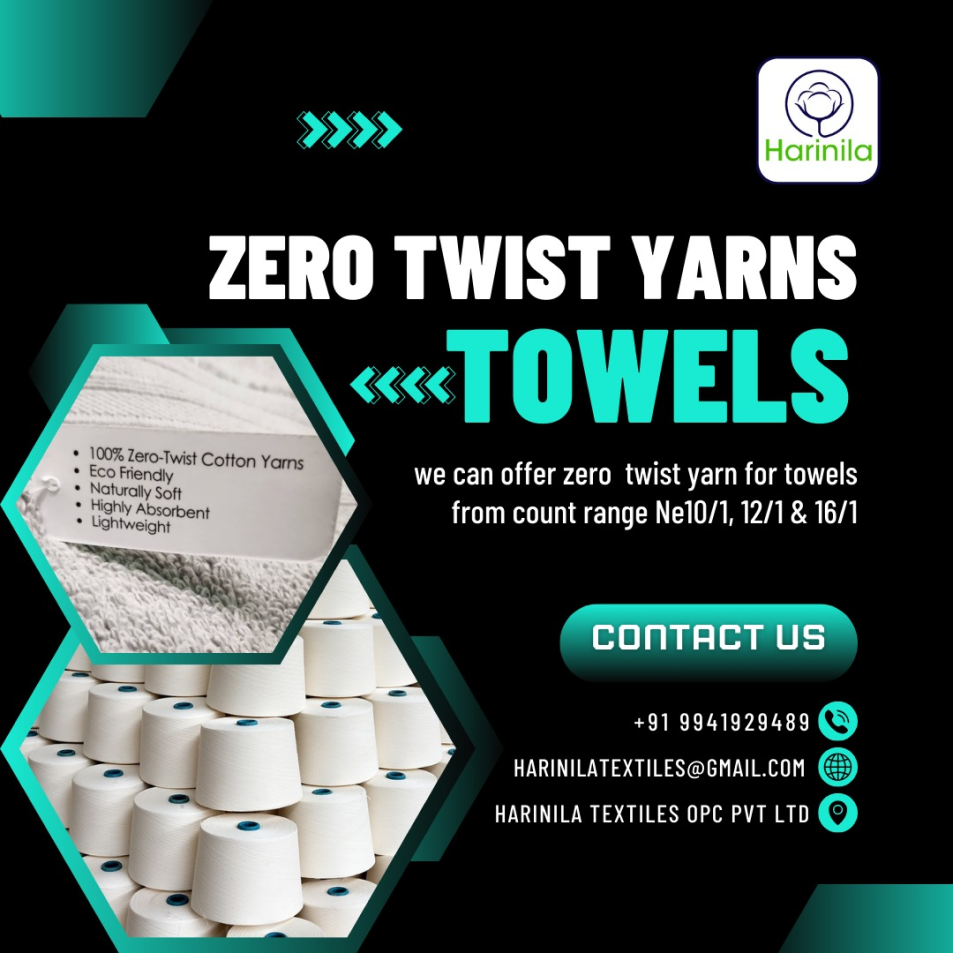 Harinila
ZERO TWIST YARNS
TOWELS
we can offer zero twist yarn for towels
from count range Ne10/1, 12/1 & 16/1
• 100% Zero-Twist Cotton Yarns
• Eco Friendly
• Naturally Soft
• Highly Absorbent
• Lightweight
CONTACT US
+91 9941929489
HARINILATEXTILES@GMAIL.COM
HARINILA TEXTILES OPC PVT LTD